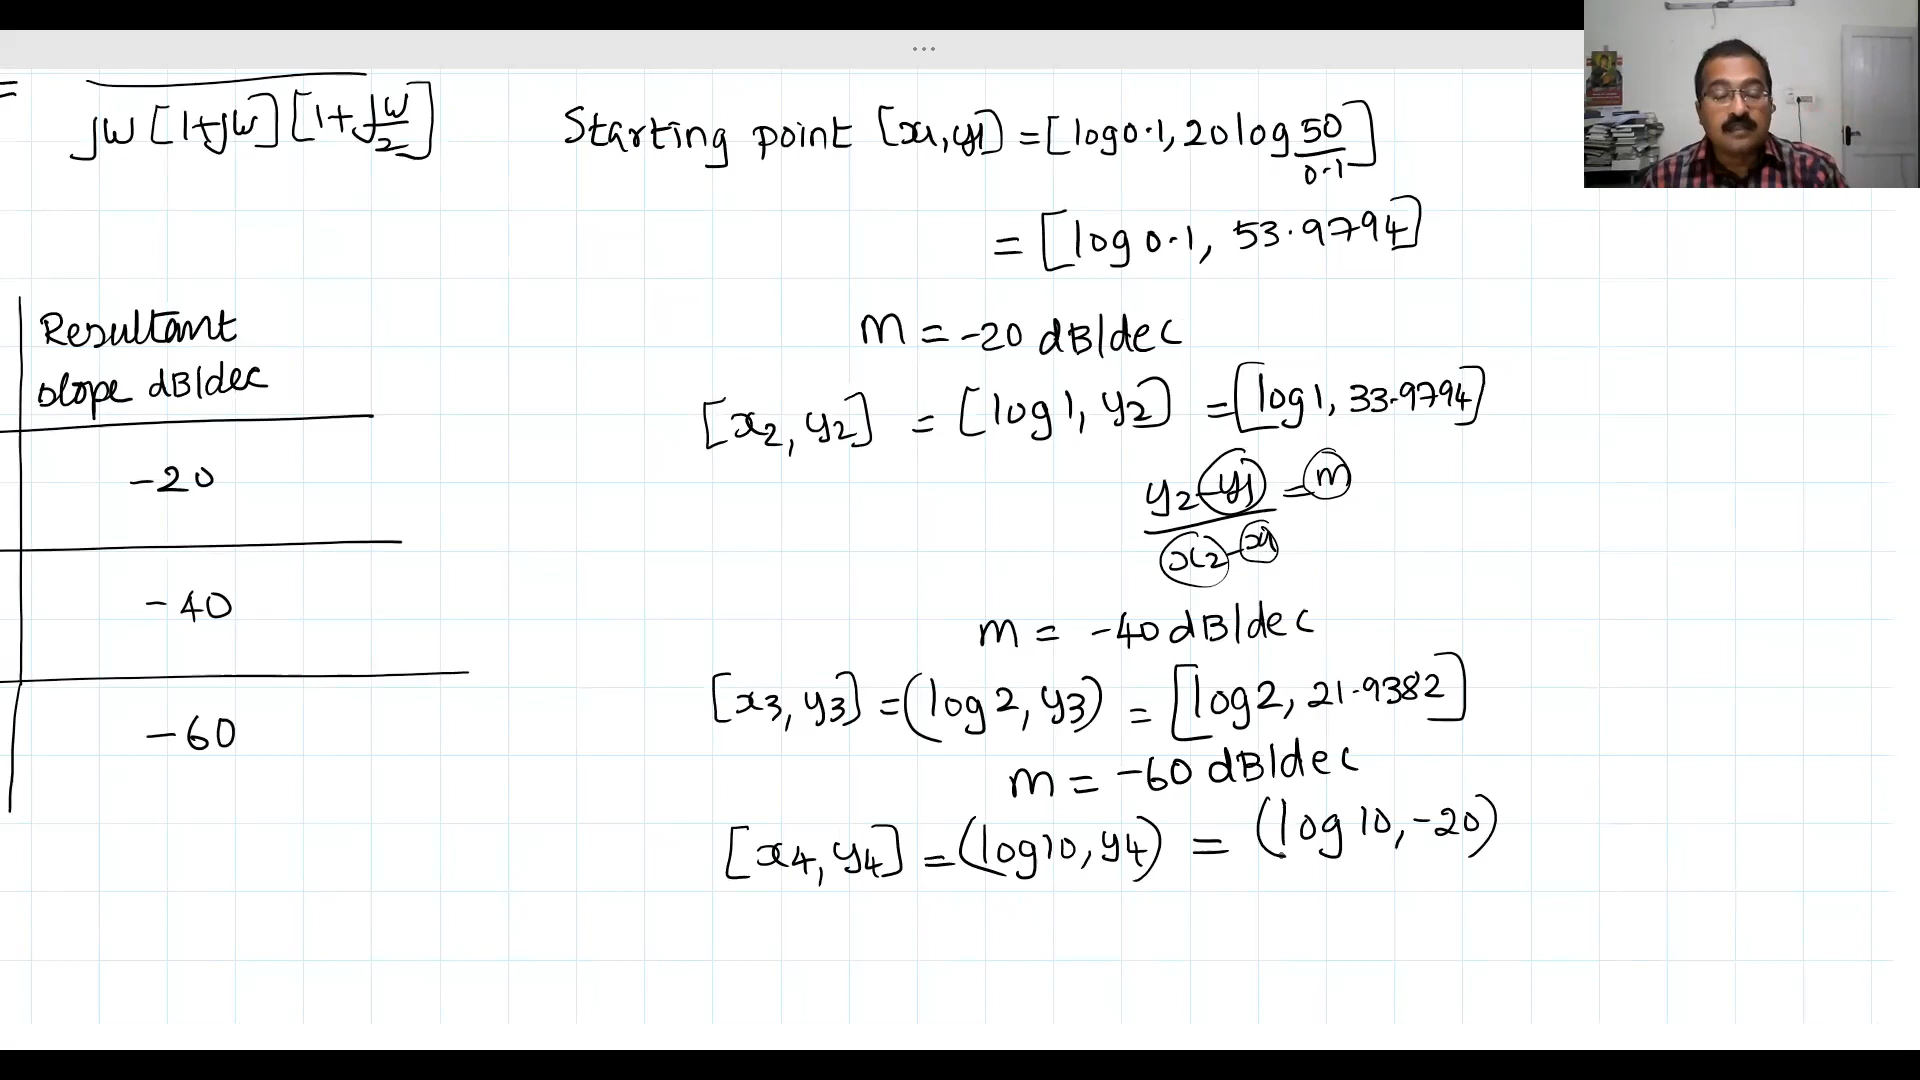 =
jw [1+jw] [1+jw/2]
Starting point [x1, y1] = [log 0.1, 20 log 50/0.1]
= [log 0.1, 53.9794]
m = -20 dB/dec
Resultant
slope dB/dec
[x2, y2] = [log 1, y2] = [log 1, 33.9794]
-20
y2-y1 = m
x2-x1
-40
m = -40 dB/dec
[x3, y3] = (log 2, y3) = [log 2, 21.9382]
-60
m = -60 dB/dec
[x4, y4] = (log 10, y4) = (log 10, -20)